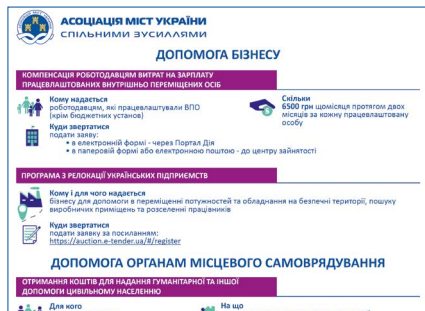 АСОЦІАЦІЯ МІСТ УКРАЇНИ
СПІЛЬНИМИ ЗУСИЛЛЯМИ
ДОПОМОГА БІЗНЕСУ
КОМПЕНСАЦІЯ РОБОТОДАВЦЯМ ВИТРАТ НА ЗАРПЛАТУ
ПРАЦЕВЛАШТОВАНИХ ВНУТРІШНЬО ПЕРЕМІЩЕНИХ ОСІБ
Кому надається
роботодавцям, які працевлаштували ВПО
(крім бюджетних установ)
Куди звертатися
подати заяву:
• в електронній формі - через Портал Дія
• в паперовій формі або електронною поштою - до центру зайнятості
Скільки
6500 грн щомісяця протягом двох
місяців за кожну працевлаштовану
особу
ПРОГРАМА З РЕЛОКАЦІЇ УКРАЇНСЬКИХ ПІДПРИЄМСТВ
Кому і для чого надається
бізнесу для допомоги в переміщенні потужностей та обладнання на безпечні території, пошуку
виробничих приміщень та розселенні працівників
Куди звертатися
подати заявку за посиланням:
https://auction.e-tender.ua/#/register
ДОПОМОГА ОРГАНАМ МІСЦЕВОГО САМОВРЯДУВАННЯ
ОТРИМАННЯ КОШТІВ ДЛЯ НАДАННЯ ГУМАНІТАРНОЇ ТА ІНШОЇ
ДОПОМОГИ ЦИВІЛЬНОМУ НАСЕЛЕННЮ
Для кого
На що